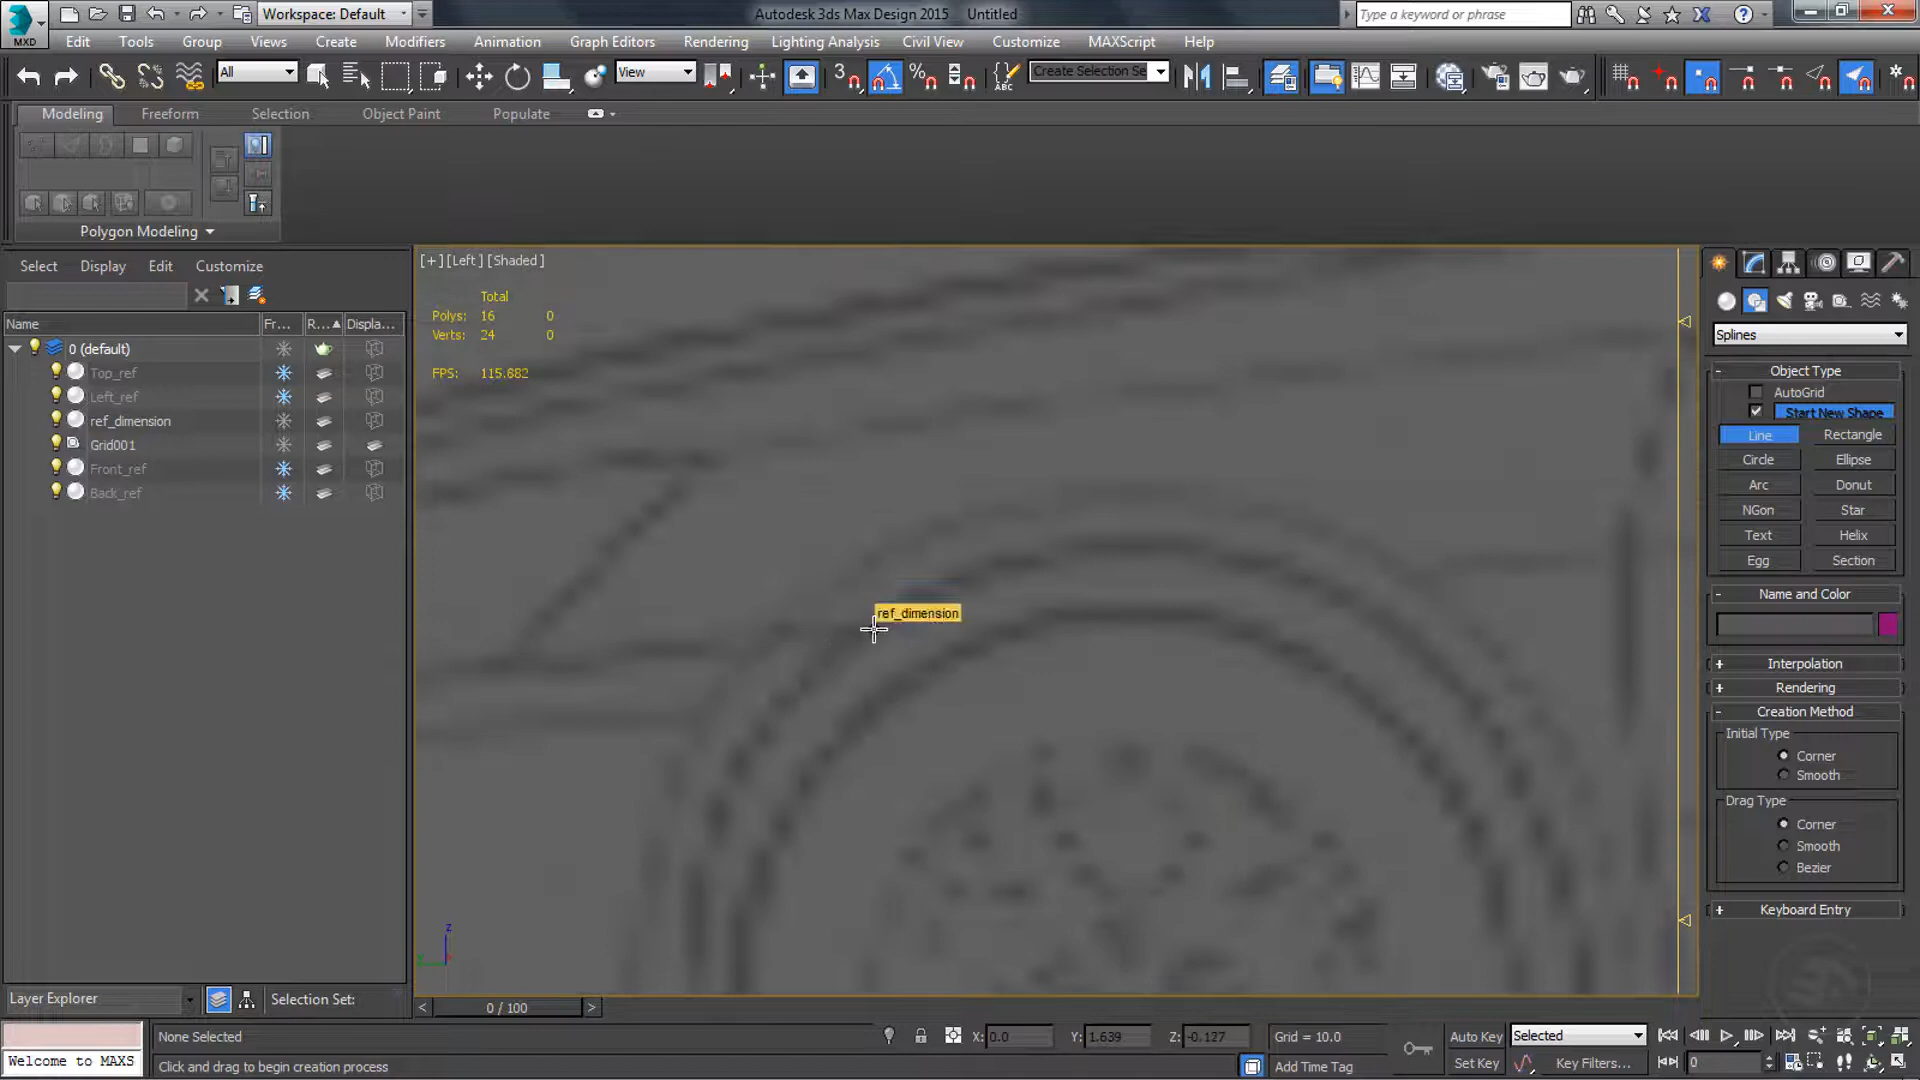 Workspace: Default
Autodesk 3ds Max Design 2015 Untitled
Type a keyword or phrase
MXD
Edit Tools Group Views Create Modifiers Animation Graph Editors Rendering Lighting Analysis Civil View Customize MAXScript Help
All
View
3
%
ABC
Create Selection Se
Modeling Freeform Selection Object Paint Populate
Polygon Modeling
Select Display Edit Customize
Name Fr... R... Displa...
0 (default)
Top_ref
Left_ref
ref_dimension
Grid001
Front_ref
Back_ref
[+] [Left] [Shaded]
Total
Polys: 16 0
Verts: 24 0
FPS: 115.682
ref_dimension
z
Splines
Object Type
AutoGrid
Start New Shape
Line Rectangle
Circle Ellipse
Arc Donut
NGon Star
Text Helix
Egg Section
Name and Color
Interpolation
Rendering
Creation Method
Initial Type
Corner
Smooth
Drag Type
Corner
Smooth
Bezier
Keyboard Entry
Layer Explorer Selection Set:
< 0 / 100 >
None Selected X: 0.0 Y: 1.639 Z: -0.127 Grid = 10.0 Auto Key Selected
Welcome to MAXS Click and drag to begin creation process Add Time Tag Set Key Key Filters... 0